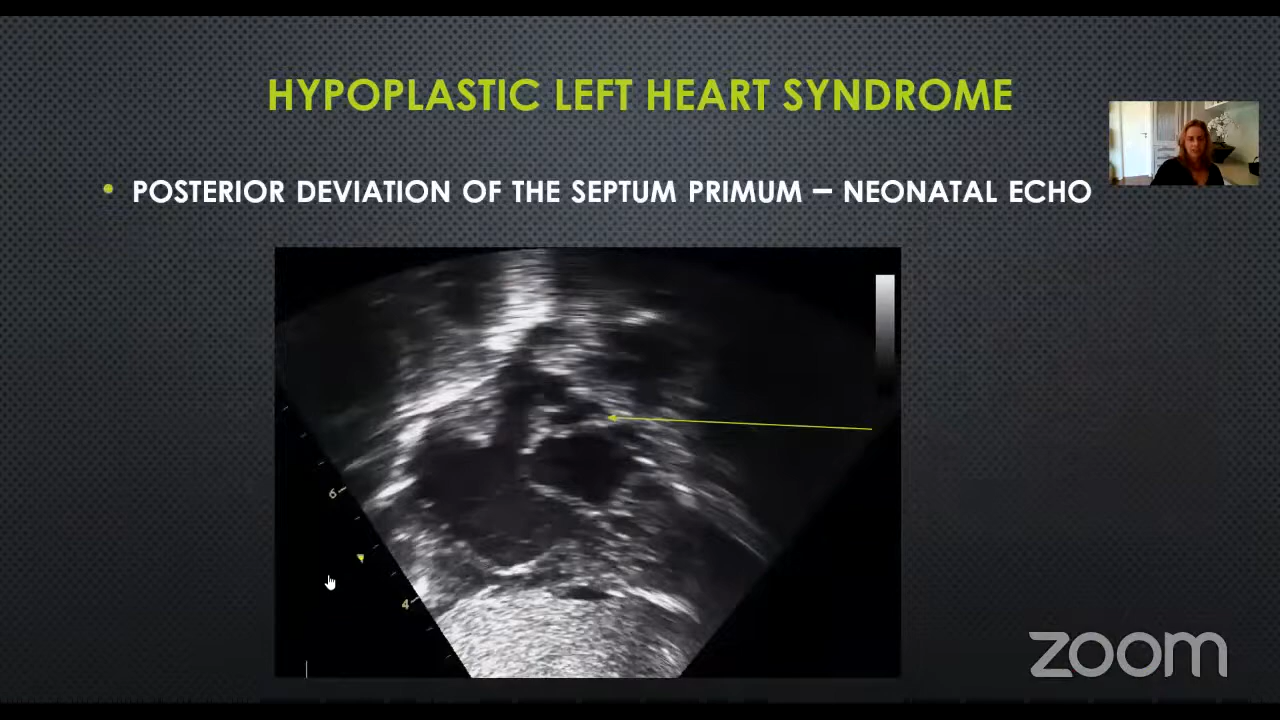 HYPOPLASTIC LEFT HEART SYNDROME
• POSTERIOR DEVIATION OF THE SEPTUM PRIMUM – NEONATAL ECHO
6
4
zoom